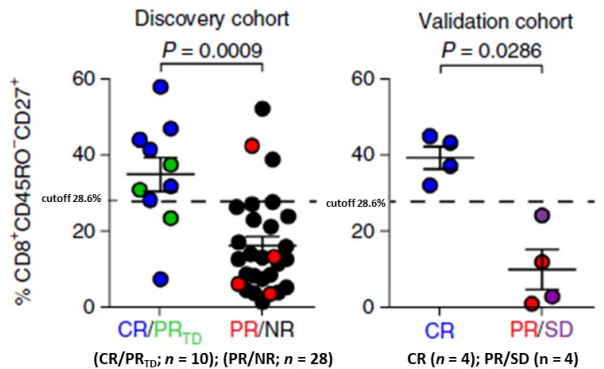 Discovery cohort
P = 0.0009
% CD8+CD45RO−CD27+
60
40
cutoff 28.6%
20
0
CR/PRTD
PR/NR
(CR/PRTD; n = 10); (PR/NR; n = 28)
Validation cohort
P = 0.0286
60
40
cutoff 28.6%
20
0
CR
PR/SD
CR (n = 4); PR/SD (n = 4)